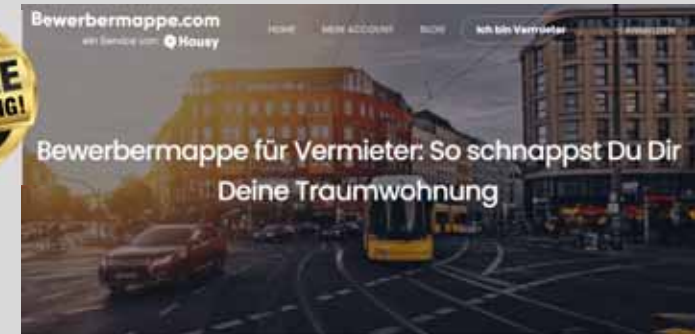 Bewerbermappe.com
ein Service von Housy
HOME MEIN ACCOUNT BLOG Ich bin Vermieter ANMELDEN
G!
Bewerbermappe für Vermieter: So schnappst Du Dir
Deine Traumwohnung